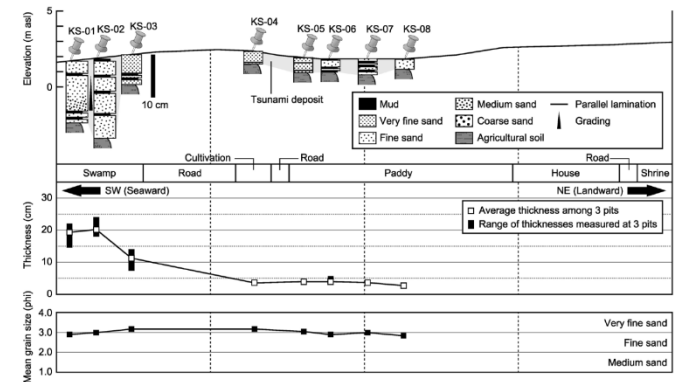 5
KS-01 KS-02 KS-03 KS-04 KS-05 KS-06 KS-07 KS-08
Elevation (m asl)
0
10 cm
Tsunami deposit
Mud
Very fine sand
Fine sand
Medium sand
Coarse sand
Agricultural soil
Parallel lamination
Grading
Cultivation Road Road
Swamp Road Paddy House Shrine
SW (Seaward) NE (Landward)
Thickness (cm)
30
20
10
0
Average thickness among 3 pits
Range of thicknesses measured at 3 pits
Mean grain size (phi)
4.0
3.0
2.0
1.0
Very fine sand
Fine sand
Medium sand